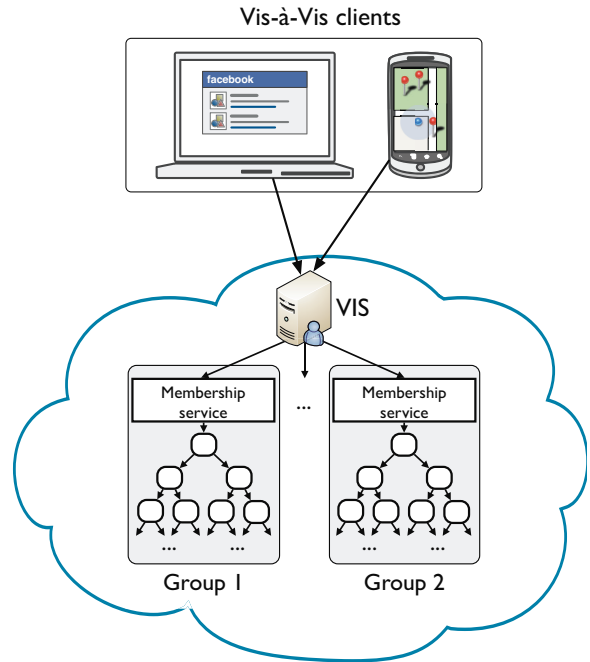 Vis-à-Vis clients
facebook
VIS
Membership
service
...
Membership
service
... ...
... ...
Group 1
Group 2